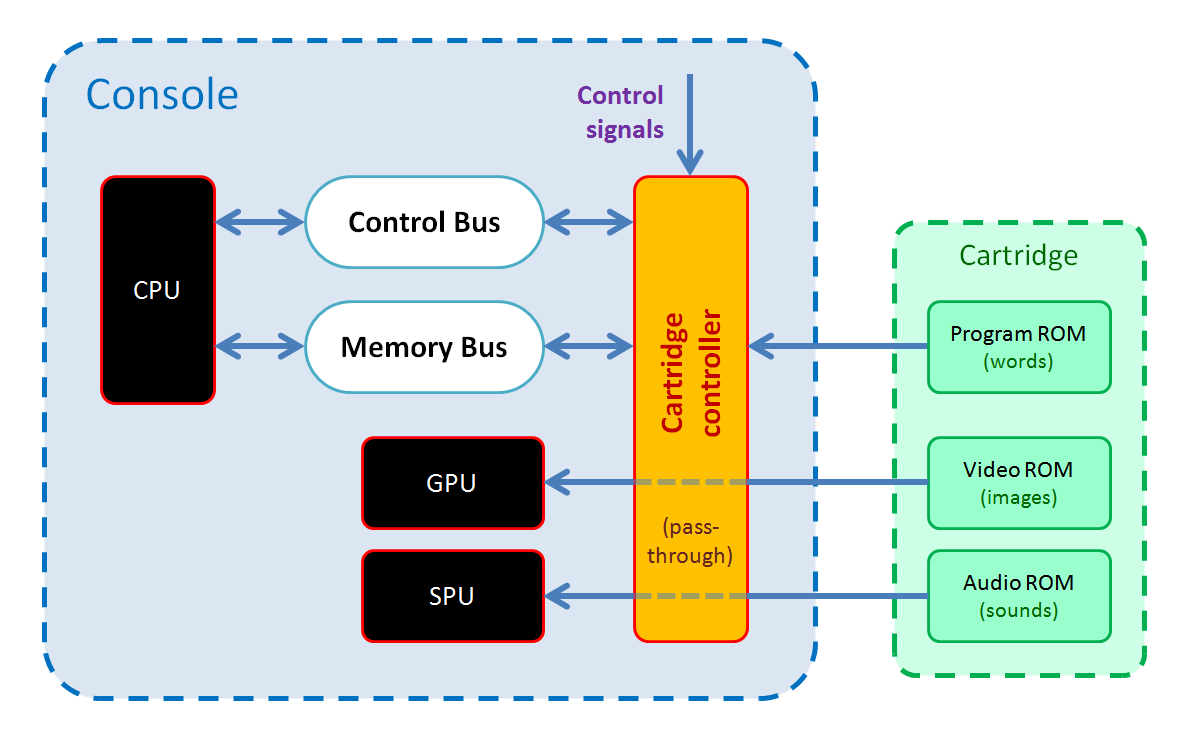 Console
Control
signals
CPU
Control Bus
Memory Bus
Cartridge
controller
GPU
(pass-
through)
SPU
Cartridge
Program ROM
(words)
Video ROM
(images)
Audio ROM
(sounds)